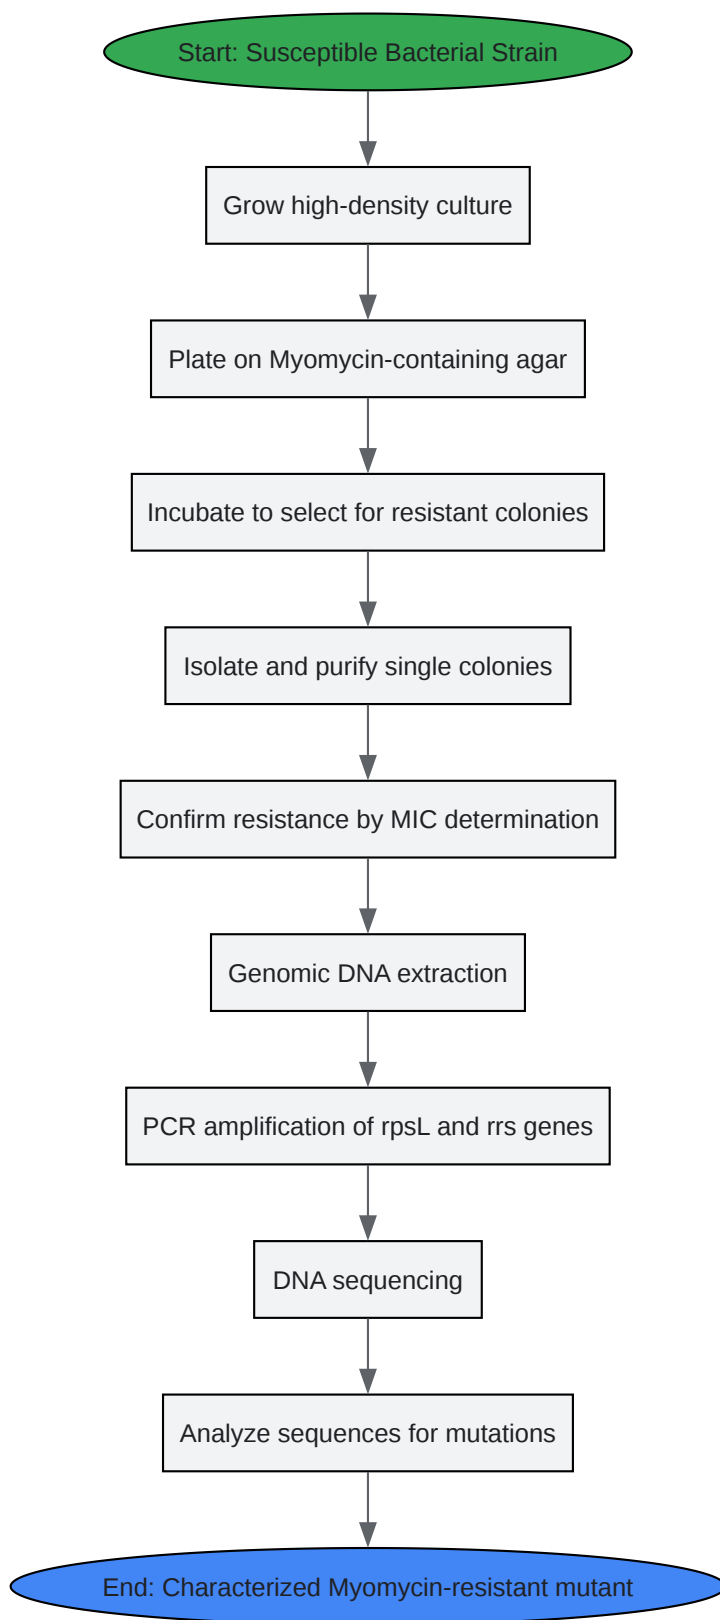 Start: Susceptible Bacterial Strain
Grow high-density culture
Plate on Myomycin-containing agar
Incubate to select for resistant colonies
Isolate and purify single colonies
Confirm resistance by MIC determination
Genomic DNA extraction
PCR amplification of rpsL and rrs genes
DNA sequencing
Analyze sequences for mutations
End: Characterized Myomycin-resistant mutant